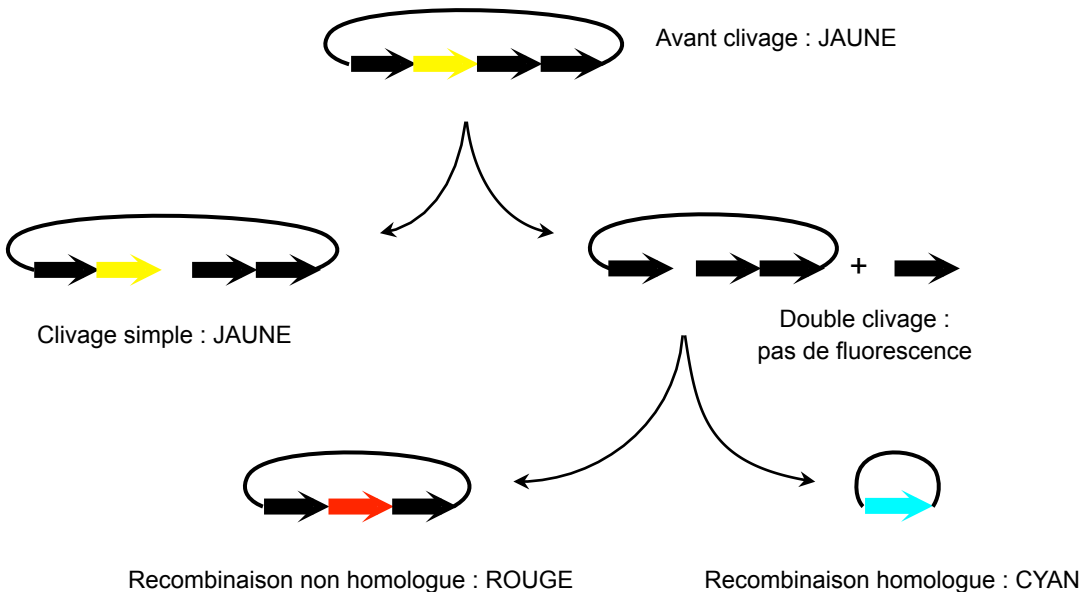 Avant clivage : JAUNE
+
Clivage simple : JAUNE
Double clivage :
pas de fluorescence
Recombinaison non homologue : ROUGE
Recombinaison homologue : CYAN